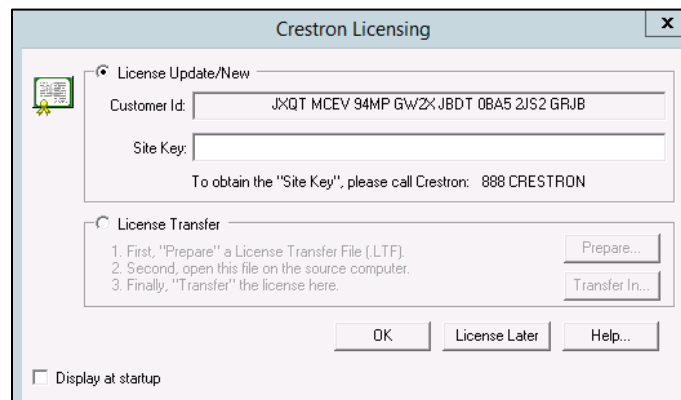 Crestron Licensing
x
License Update/New
Customer Id: JXQT MCEV 94MP GW2X JBDT 0BA5 2JS2 GRJB
Site Key:
To obtain the "Site Key", please call Crestron: 888 CRESTRON
License Transfer
1. First, "Prepare" a License Transfer File (.LTF).
2. Second, open this file on the source computer.
3. Finally, "Transfer" the license here.
Prepare...
Transfer In...
OK License Later Help...
Display at startup